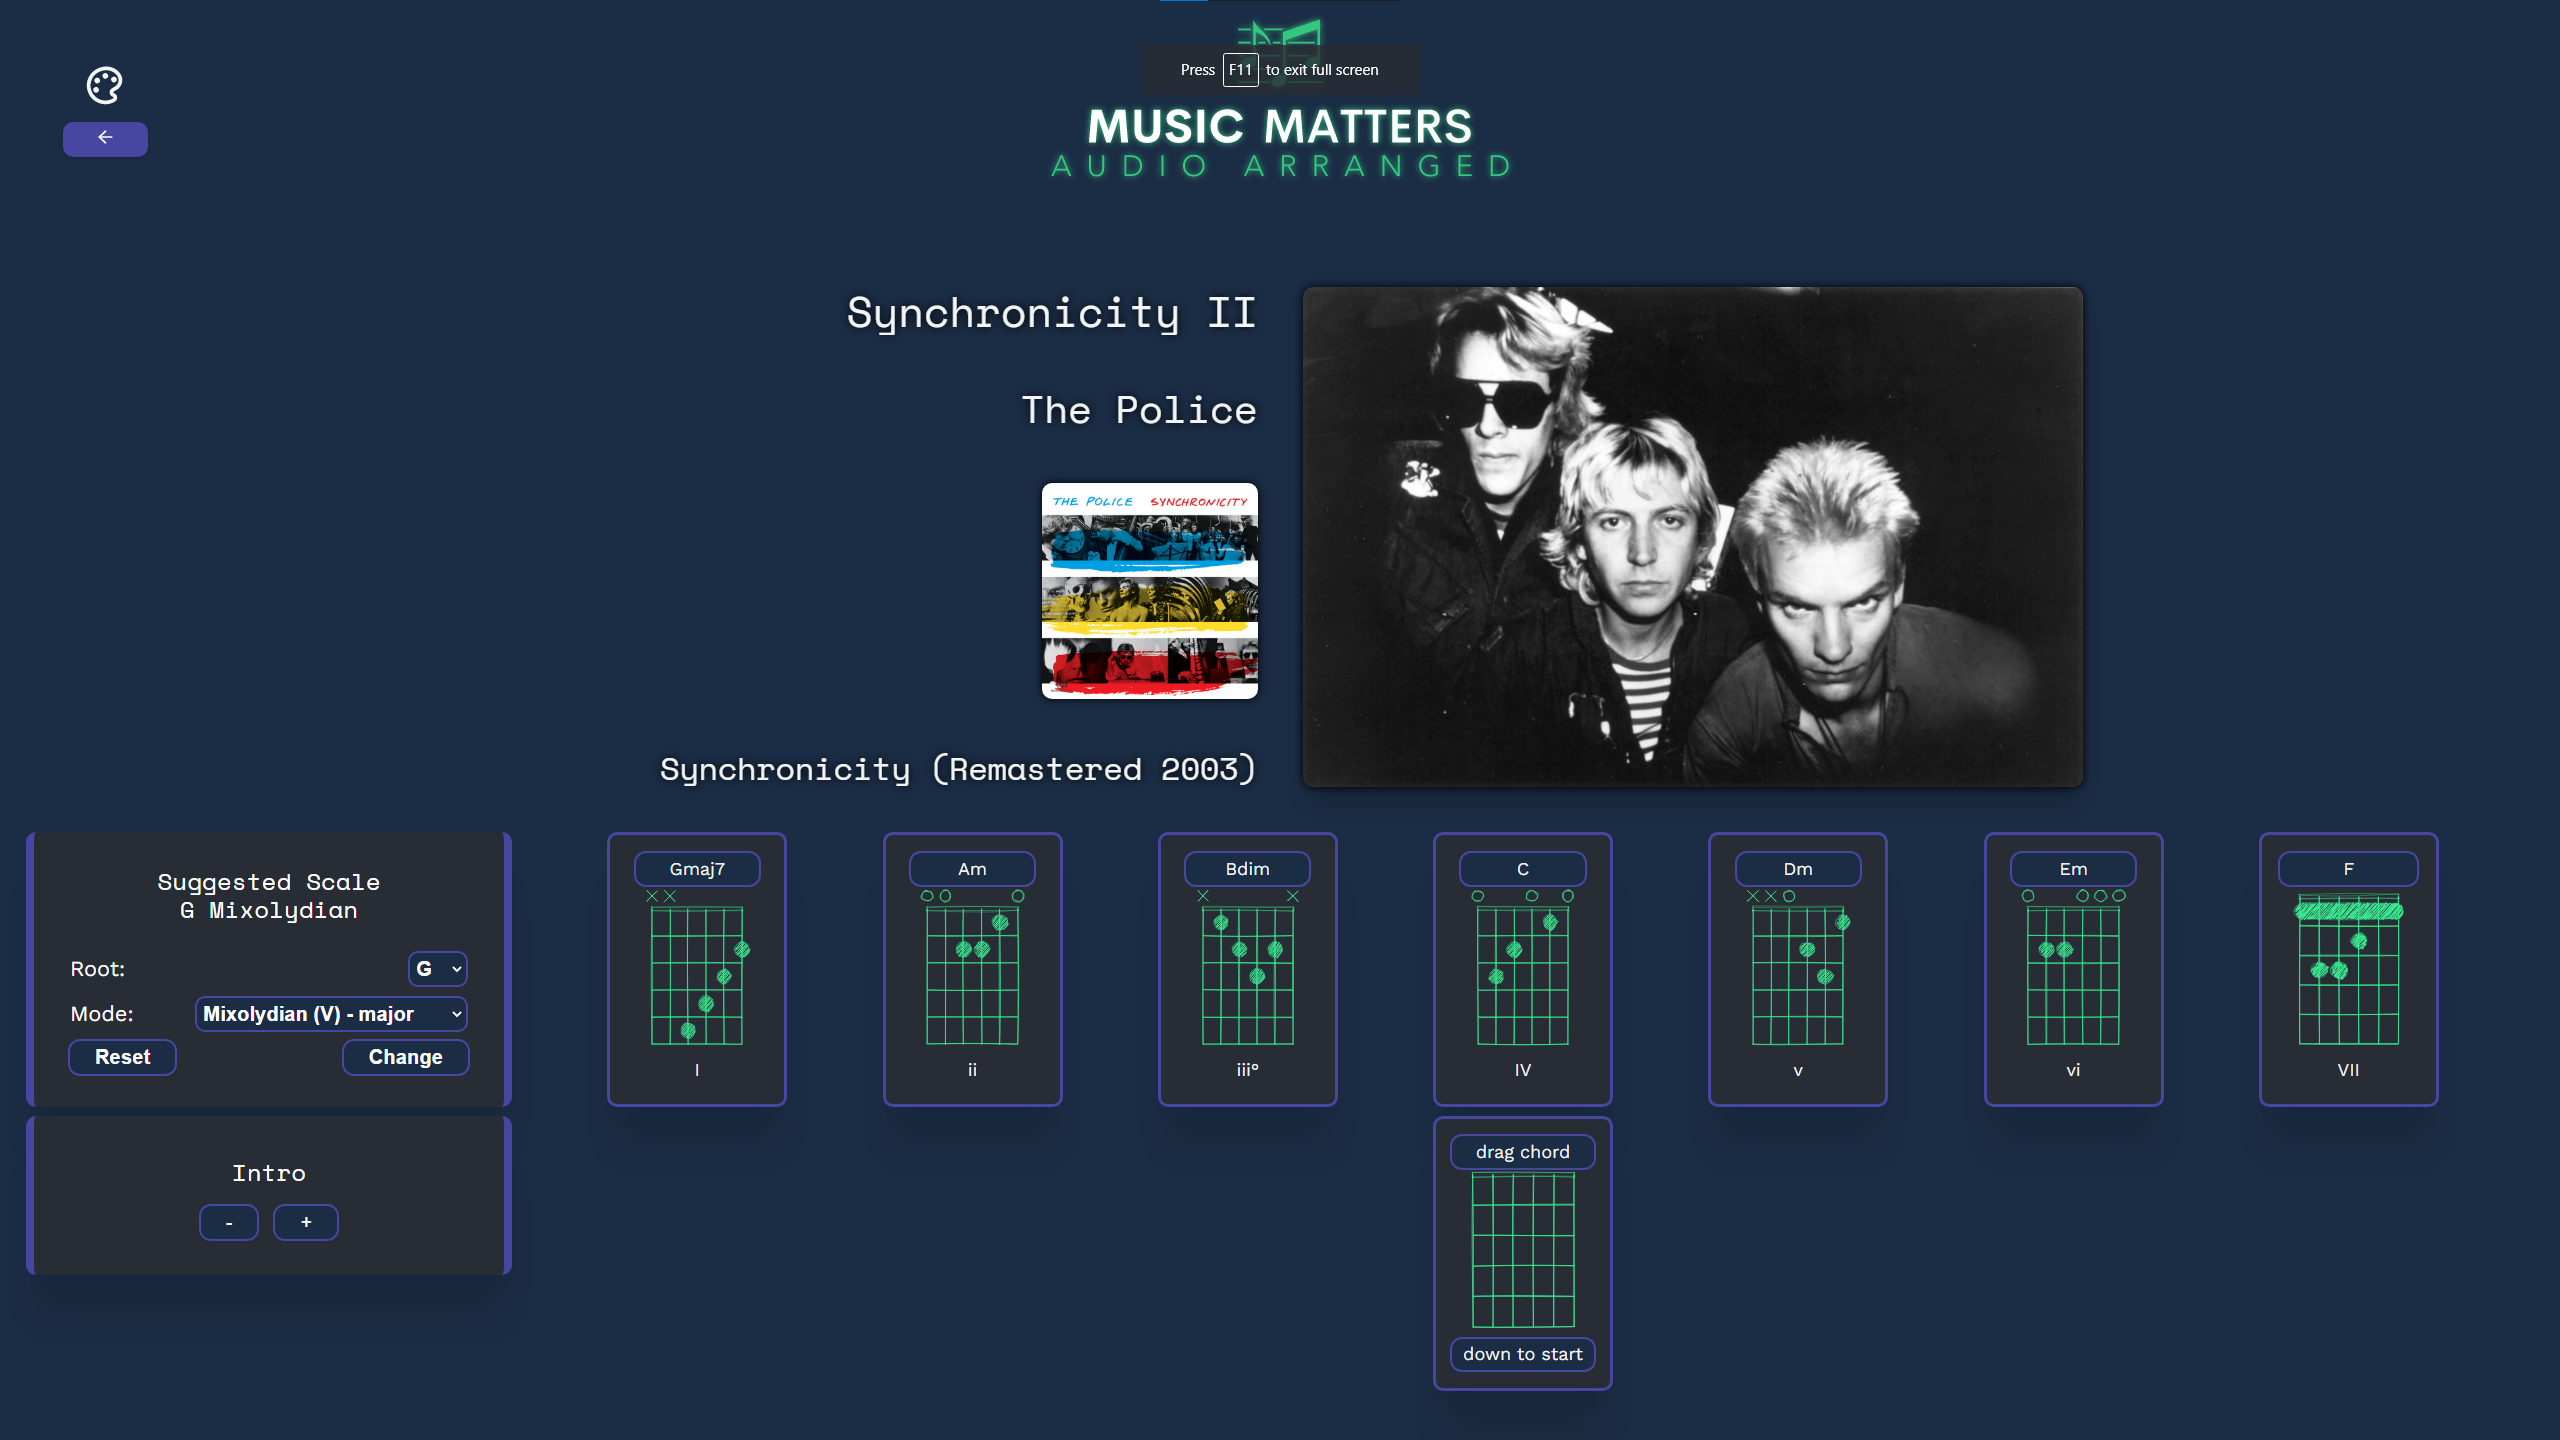 Press F11 to exit full screen
MUSIC MATTERS
AUDIO ARRANGED
Synchronicity II
The Police
THE POLICE SYNCHRONICITY
Synchronicity (Remastered 2003)
Suggested Scale
G Mixolydian
Root: G
Mode: Mixolydian (V) - major
Reset Change
Gmaj7
I
Am
ii
Bdim
iii°
C
IV
Dm
v
Em
vi
F
VII
Intro
- +
drag chord
down to start